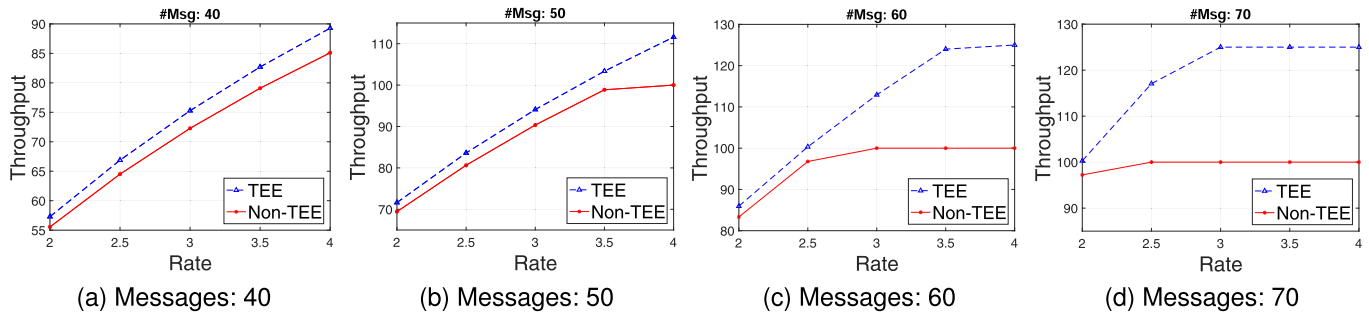 #Msg: 40
90
85
80
75
70
65
60
55
Throughput
2 2.5 3 3.5 4
Rate
TEE
Non-TEE
(a) Messages: 40
#Msg: 50
110
100
90
80
70
Throughput
2 2.5 3 3.5 4
Rate
TEE
Non-TEE
(b) Messages: 50
#Msg: 60
130
120
110
100
90
80
Throughput
2 2.5 3 3.5 4
Rate
TEE
Non-TEE
(c) Messages: 60
#Msg: 70
130
120
110
100
90
Throughput
2 2.5 3 3.5 4
Rate
TEE
Non-TEE
(d) Messages: 70